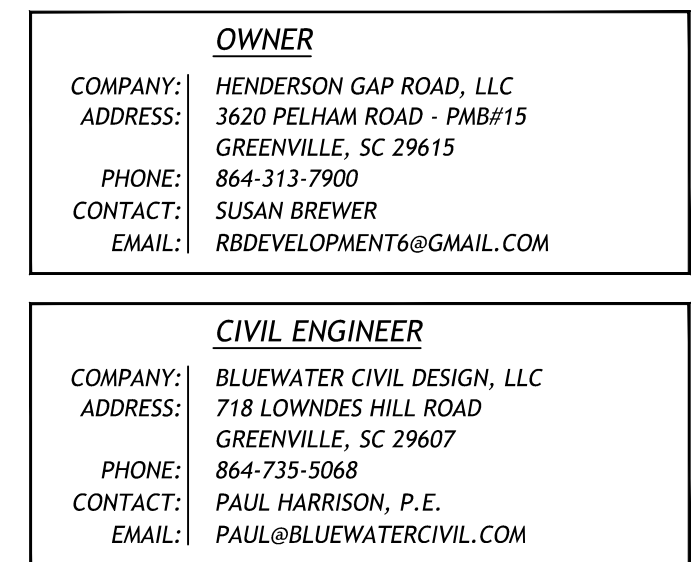 OWNER
COMPANY: HENDERSON GAP ROAD, LLC
ADDRESS: 3620 PELHAM ROAD - PMB#15
GREENVILLE, SC 29615
PHONE: 864-313-7900
CONTACT: SUSAN BREWER
EMAIL: RBDEVELOPMENT6@GMAIL.COM
CIVIL ENGINEER
COMPANY: BLUEWATER CIVIL DESIGN, LLC
ADDRESS: 718 LOWNDES HILL ROAD
GREENVILLE, SC 29607
PHONE: 864-735-5068
CONTACT: PAUL HARRISON, P.E.
EMAIL: PAUL@BLUEWATERCIVIL.COM